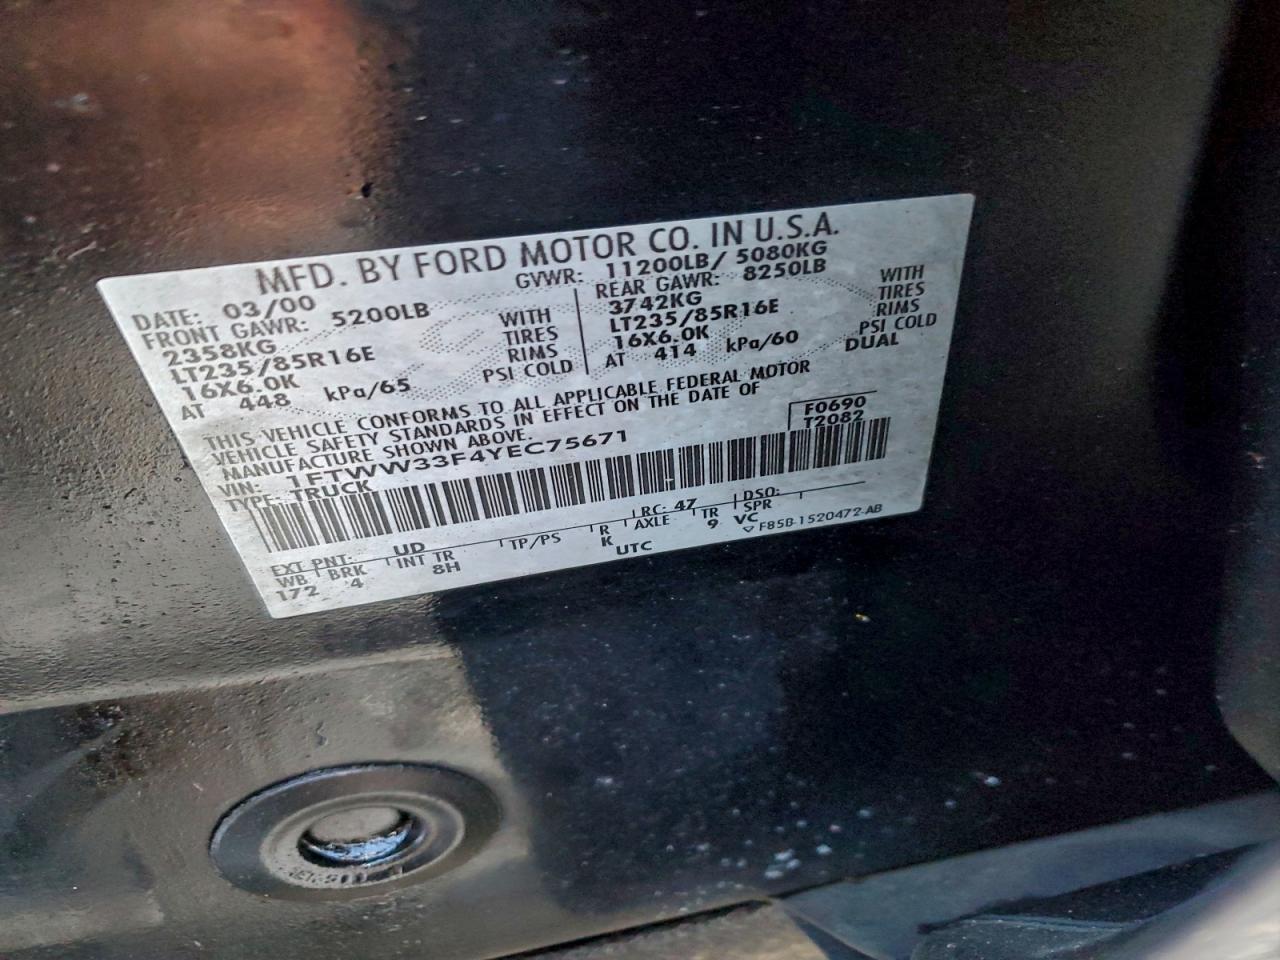 MFD. BY FORD MOTOR CO. IN U.S.A.
DATE: 03/00 GVWR: 11200LB/ 5080KG
FRONT GAWR: 5200LB REAR GAWR: 8250LB
2358KG WITH 3742KG WITH
LT235/85R16E TIRES LT235/85R16E TIRES
16X6.0K RIMS 16X6.0K RIMS
AT 448 kPa/65 PSI COLD AT 414 kPa/60 PSI COLD
DUAL
THIS VEHICLE CONFORMS TO ALL APPLICABLE FEDERAL MOTOR
VEHICLE SAFETY STANDARDS IN EFFECT ON THE DATE OF
MANUFACTURE SHOWN ABOVE.
VIN: 1FTWW33F4YEC75671 F0690
TYPE: TRUCK T2082
EXT PNT: UD RC: 47 DSO:
WB BRK INT TR TP/PS R AXLE TR SPR
172 4 8H K 9 VC
UTC ▽ F85B-1520472-AB